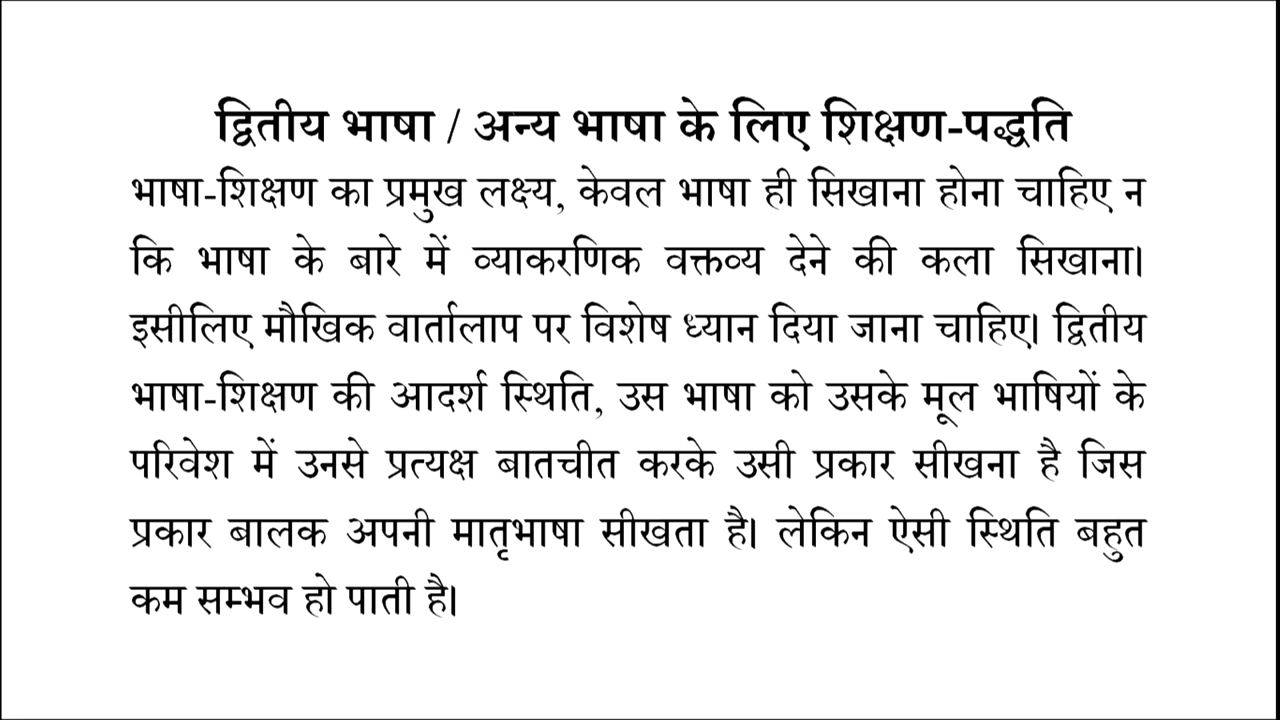 द्वितीय भाषा / अन्य भाषा के लिए शिक्षण-पद्धति
भाषा-शिक्षण का प्रमुख लक्ष्य, केवल भाषा ही सिखाना होना चाहिए न
कि भाषा के बारे में व्याकरणिक वक्तव्य देने की कला सिखाना।
इसीलिए मौखिक वार्तालाप पर विशेष ध्यान दिया जाना चाहिए। द्वितीय
भाषा-शिक्षण की आदर्श स्थिति, उस भाषा को उसके मूल भाषियों के
परिवेश में उनसे प्रत्यक्ष बातचीत करके उसी प्रकार सीखना है जिस
प्रकार बालक अपनी मातृभाषा सीखता है। लेकिन ऐसी स्थिति बहुत
कम सम्भव हो पाती है।